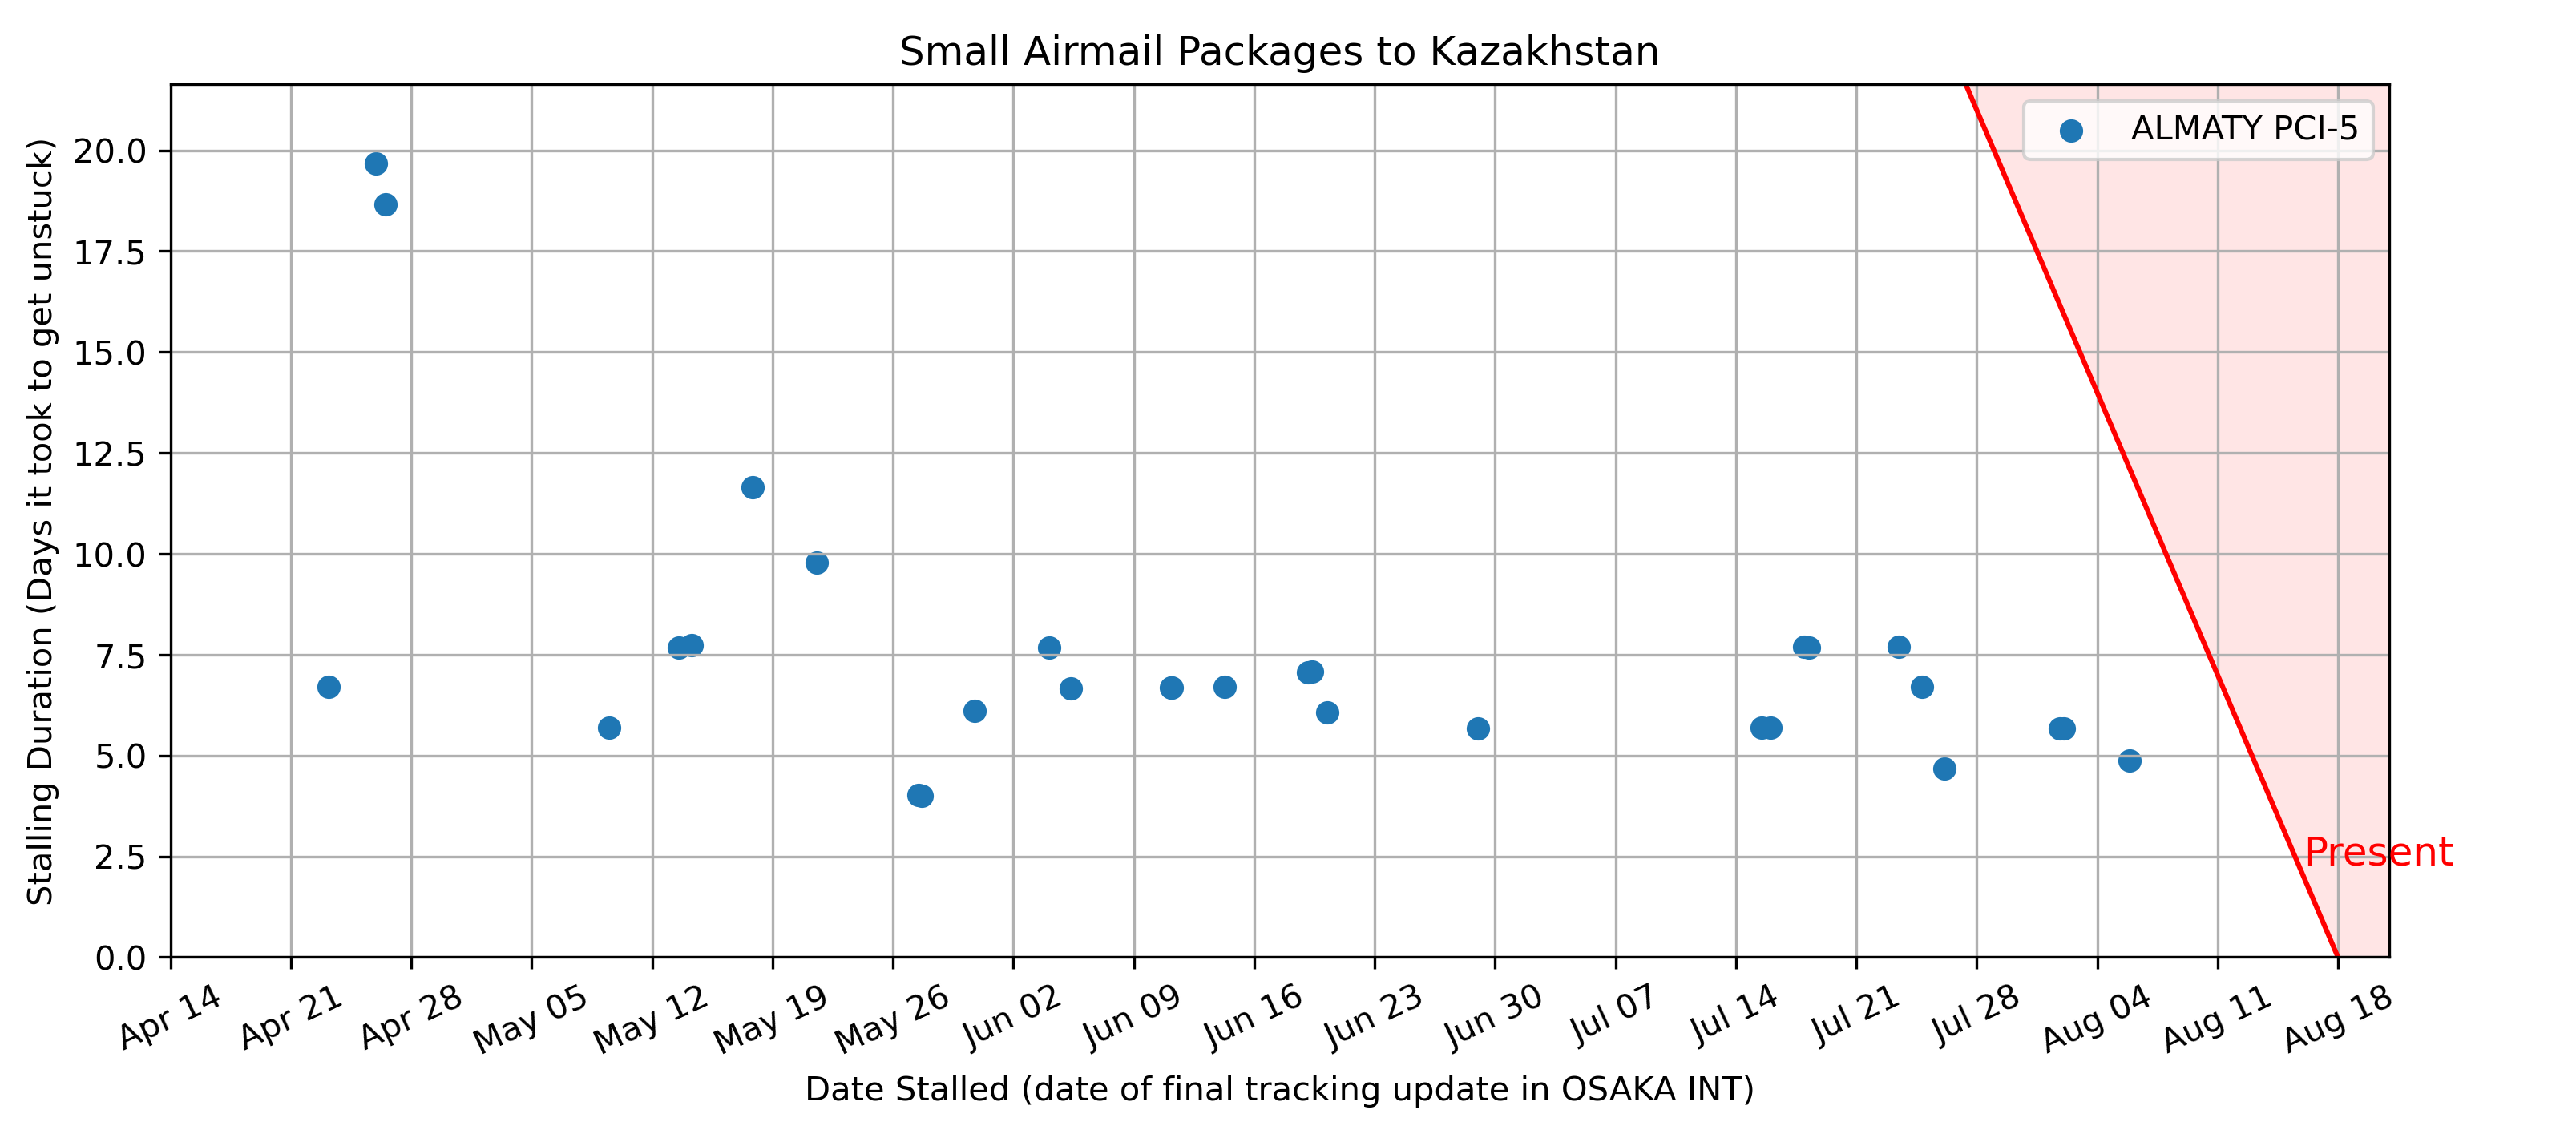 Small Airmail Packages to Kazakhstan
ALMATY PCI-5
Stalling Duration (Days it took to get unstuck)
20.0
17.5
15.0
12.5
10.0
7.5
5.0
2.5
0.0
Present
Apr 14
Apr 21
Apr 28
May 05
May 12
May 19
May 26
Jun 02
Jun 09
Jun 16
Jun 23
Jun 30
Jul 07
Jul 14
Jul 21
Jul 28
Aug 04
Aug 11
Aug 18
Date Stalled (date of final tracking update in OSAKA INT)